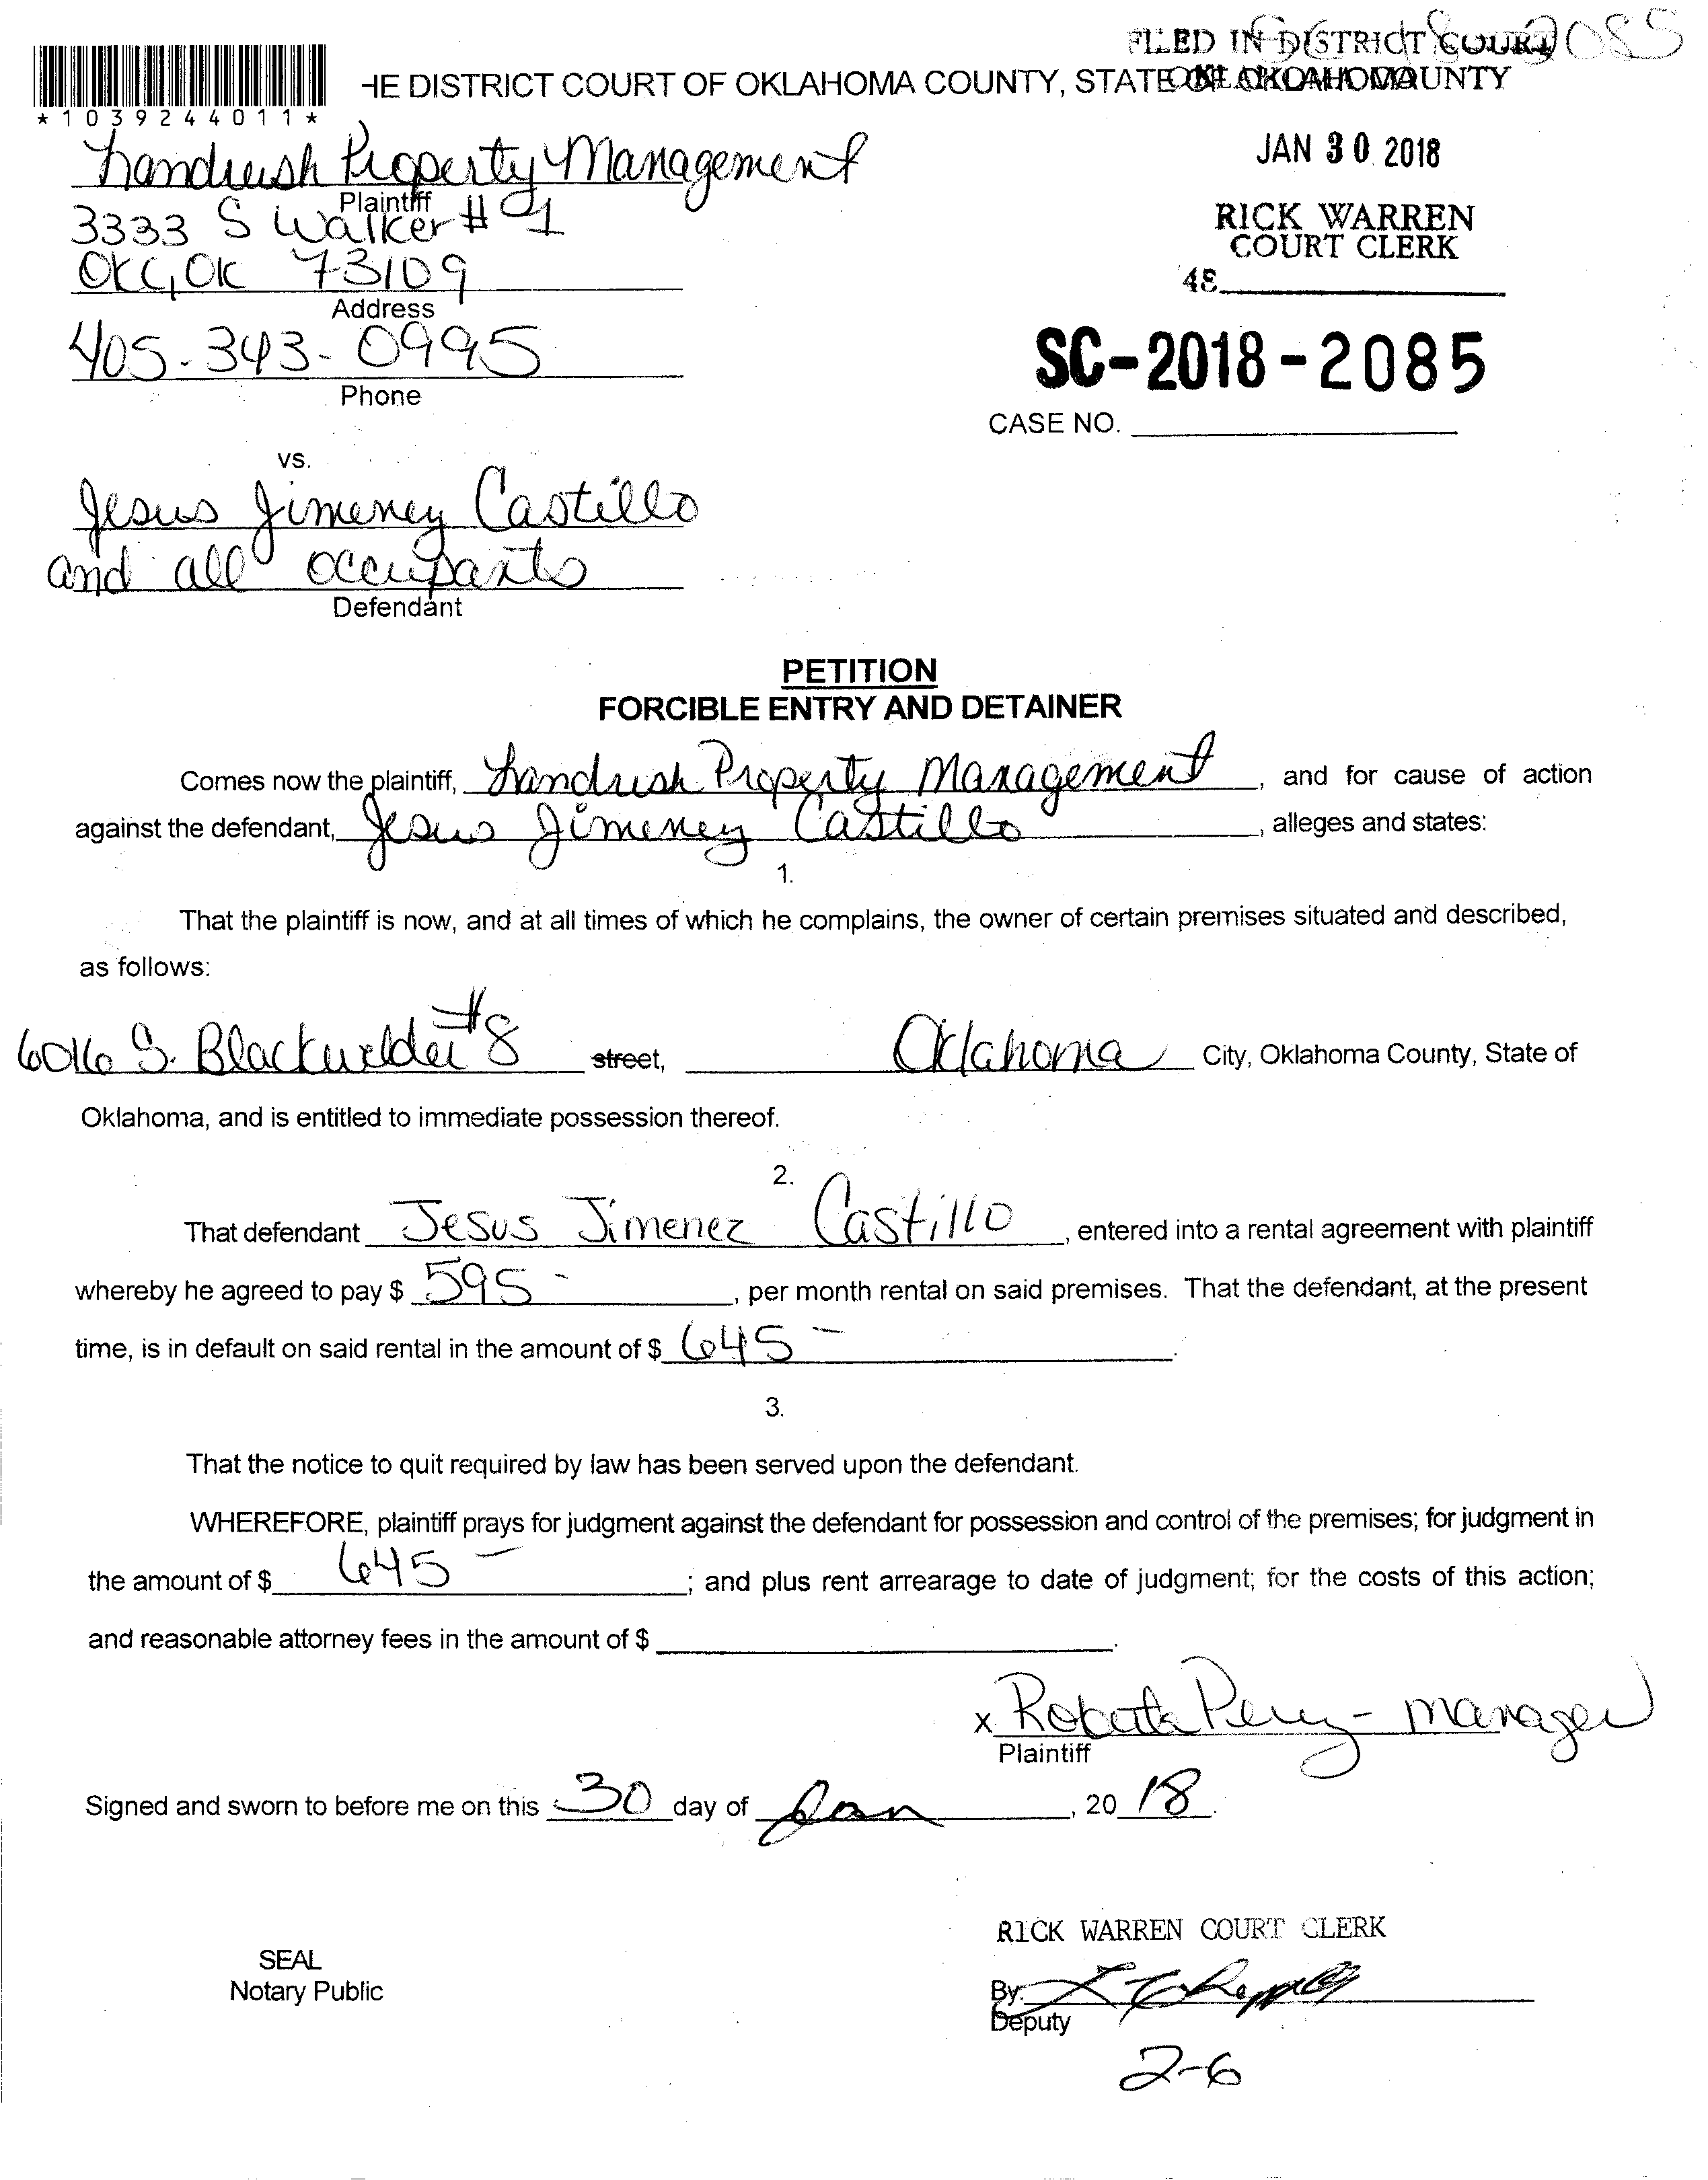 FILED IN DISTRICT COURT
OKLAHOMA COUNTY
HE DISTRICT COURT OF OKLAHOMA COUNTY, STATE OF OKLAHOMA
*1039244011*
JAN 30 2018
RICK WARREN
COURT CLERK
48
Landrush Property Management
Plaintiff
3333 S Walker #1
OKC, OK 73109
Address
405-343-0995
Phone
SC-2018-2085
CASE NO.
vs.
Jesus Jimenez Castillo
and all occupants
Defendant
PETITION
FORCIBLE ENTRY AND DETAINER
Comes now the plaintiff, Landrush Property Management, and for cause of action
against the defendant, Jesus Jimenez Castillo, alleges and states:
1.
That the plaintiff is now, and at all times of which he complains, the owner of certain premises situated and described,
as follows:
6016 S. Blackwelder #8 street, Oklahoma City, Oklahoma County, State of
Oklahoma, and is entitled to immediate possession thereof.
2.
That defendant Jesus Jimenez Castillo, entered into a rental agreement with plaintiff
whereby he agreed to pay $ 595-, per month rental on said premises. That the defendant, at the present
time, is in default on said rental in the amount of $ 645-.
3.
That the notice to quit required by law has been served upon the defendant.
WHEREFORE, plaintiff prays for judgment against the defendant for possession and control of the premises; for judgment in
the amount of $ 645-; and plus rent arrearage to date of judgment; for the costs of this action;
and reasonable attorney fees in the amount of $ .
x Roberta Perez - manager
Plaintiff
Signed and sworn to before me on this 30 day of Jan, 2018.
RICK WARREN COURT CLERK
SEAL
Notary Public
By:
Deputy
2-6